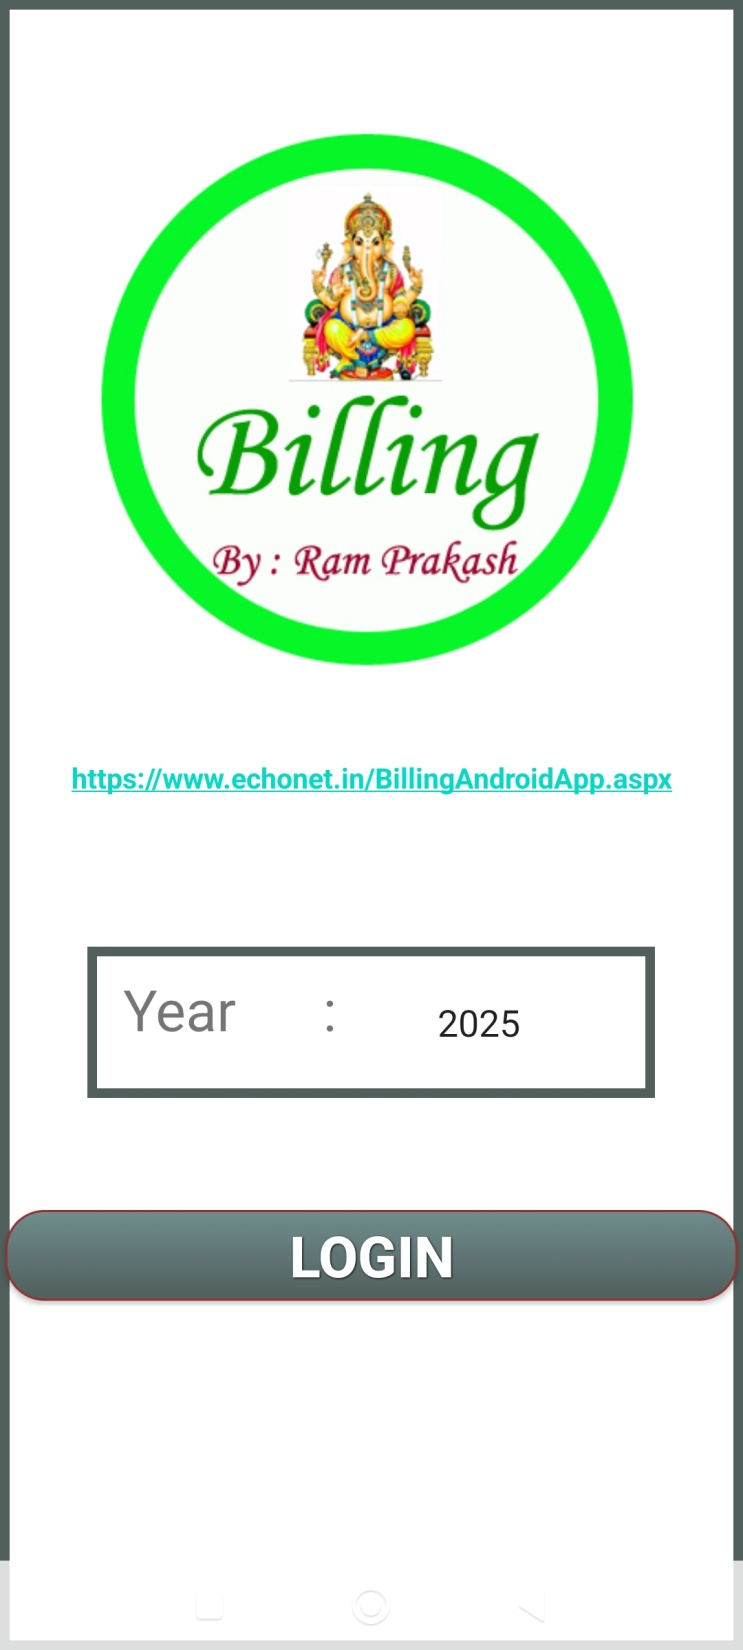 Billing
By : Ram Prakash
https://www.echonet.in/BillingAndroidApp.aspx
Year : 2025
LOGIN